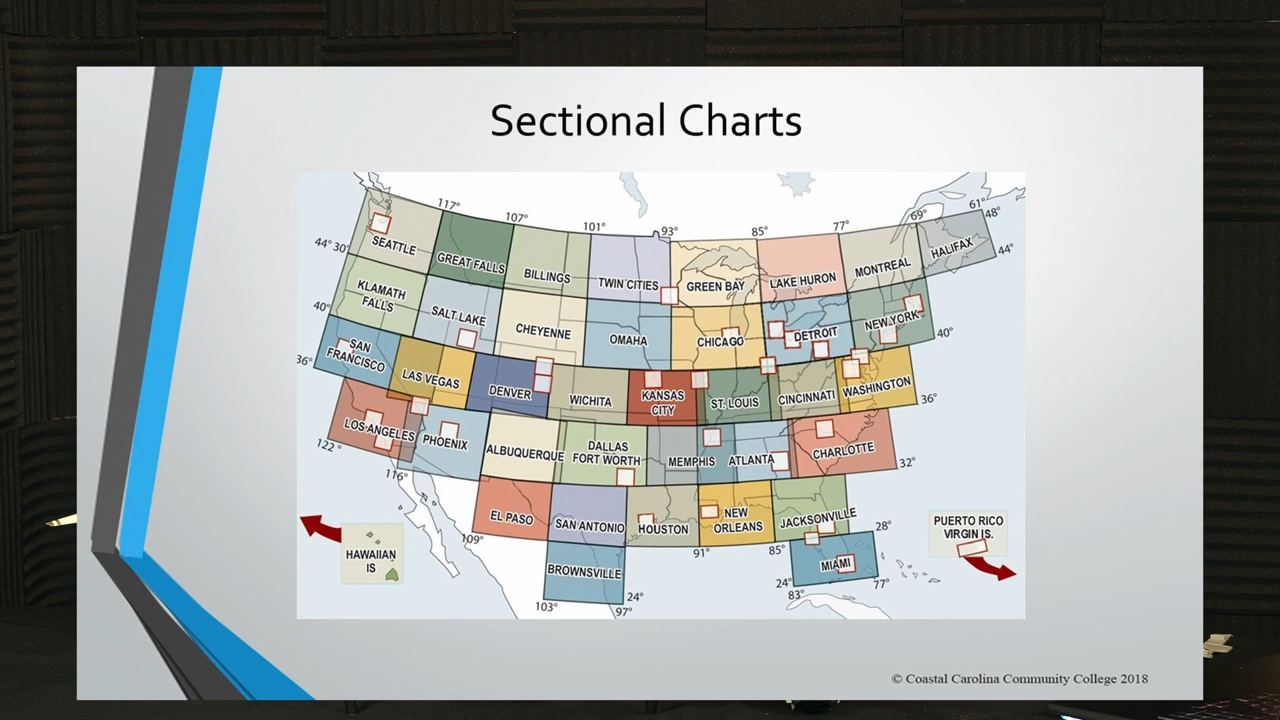 Sectional Charts
117°
107°
101°
93°
85°
77°
69°
61°
48°
44° 30'
44°
SEATTLE
GREAT FALLS
BILLINGS
TWIN CITIES
GREEN BAY
LAKE HURON
MONTREAL
HALIFAX
40°
KLAMATH
FALLS
SALT LAKE
CHEYENNE
OMAHA
CHICAGO
DETROIT
NEW YORK
40°
36°
SAN
FRANCISCO
LAS VEGAS
DENVER
WICHITA
KANSAS
CITY
ST. LOUIS
CINCINNATI
WASHINGTON
36°
122°
LOS ANGELES
PHOENIX
ALBUQUERQUE
DALLAS
FORT WORTH
MEMPHIS
ATLANTA
CHARLOTTE
32°
116°
EL PASO
SAN ANTONIO
HOUSTON
NEW
ORLEANS
JACKSONVILLE
28°
109°
91°
85°
BROWNSVILLE
MIAMI
24°
24°
83°
77°
103°
97°
HAWAIIAN
IS
PUERTO RICO
VIRGIN IS.
© Coastal Carolina Community College 2018